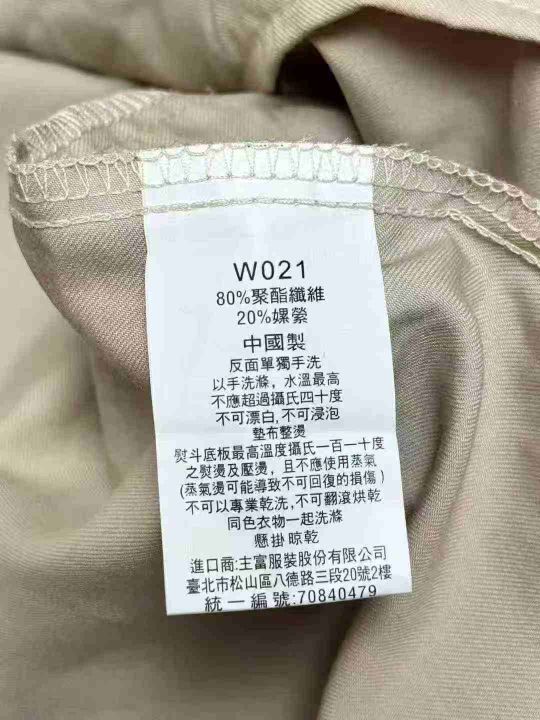 W021
80%聚酯纖維
20%嫘縈
中國製
反面單獨手洗
以手洗滌，水溫最高
不應超過攝氏四十度
不可漂白,不可浸泡
墊布整燙
熨斗底板最高溫度攝氏一百一十度
之熨燙及壓燙，且不應使用蒸氣
(蒸氣燙可能導致不可回復的損傷)
不可以專業乾洗,不可翻滾烘乾
同色衣物一起洗滌
懸掛晾乾
進口商:主富服裝股份有限公司
臺北市松山區八德路三段20號2樓
統一編號:70840479